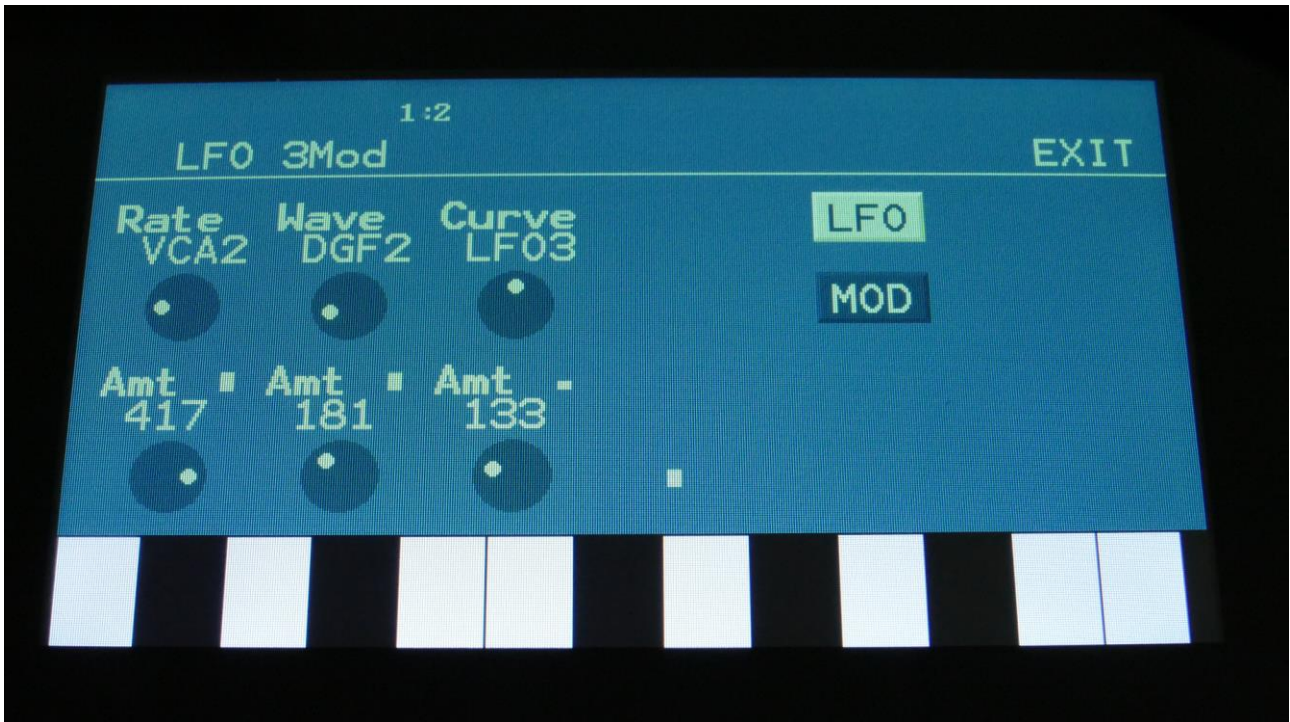 1:2
LFO 3Mod EXIT
Rate Wave Curve LFO
VCA2 DGF2 LFO3
MOD
Amt Amt Amt
417 181 133